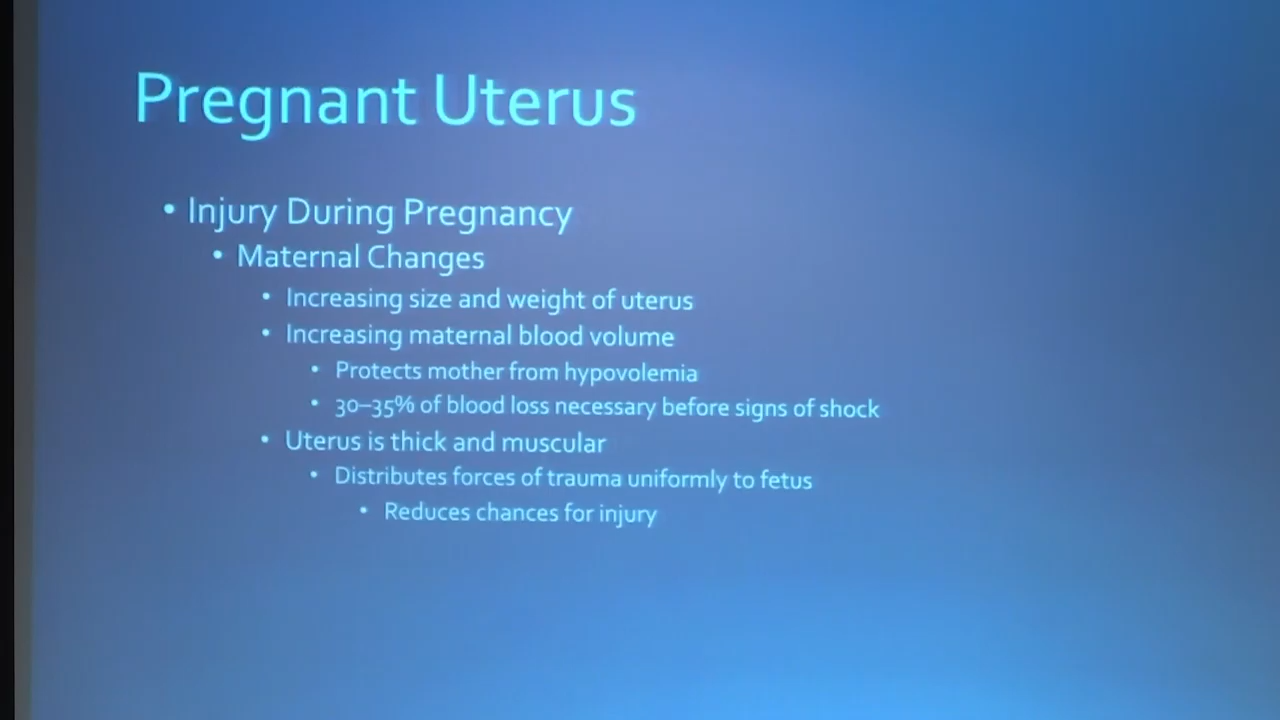 Pregnant Uterus
• Injury During Pregnancy
• Maternal Changes
• Increasing size and weight of uterus
• Increasing maternal blood volume
• Protects mother from hypovolemia
• 30–35% of blood loss necessary before signs of shock
• Uterus is thick and muscular
• Distributes forces of trauma uniformly to fetus
• Reduces chances for injury